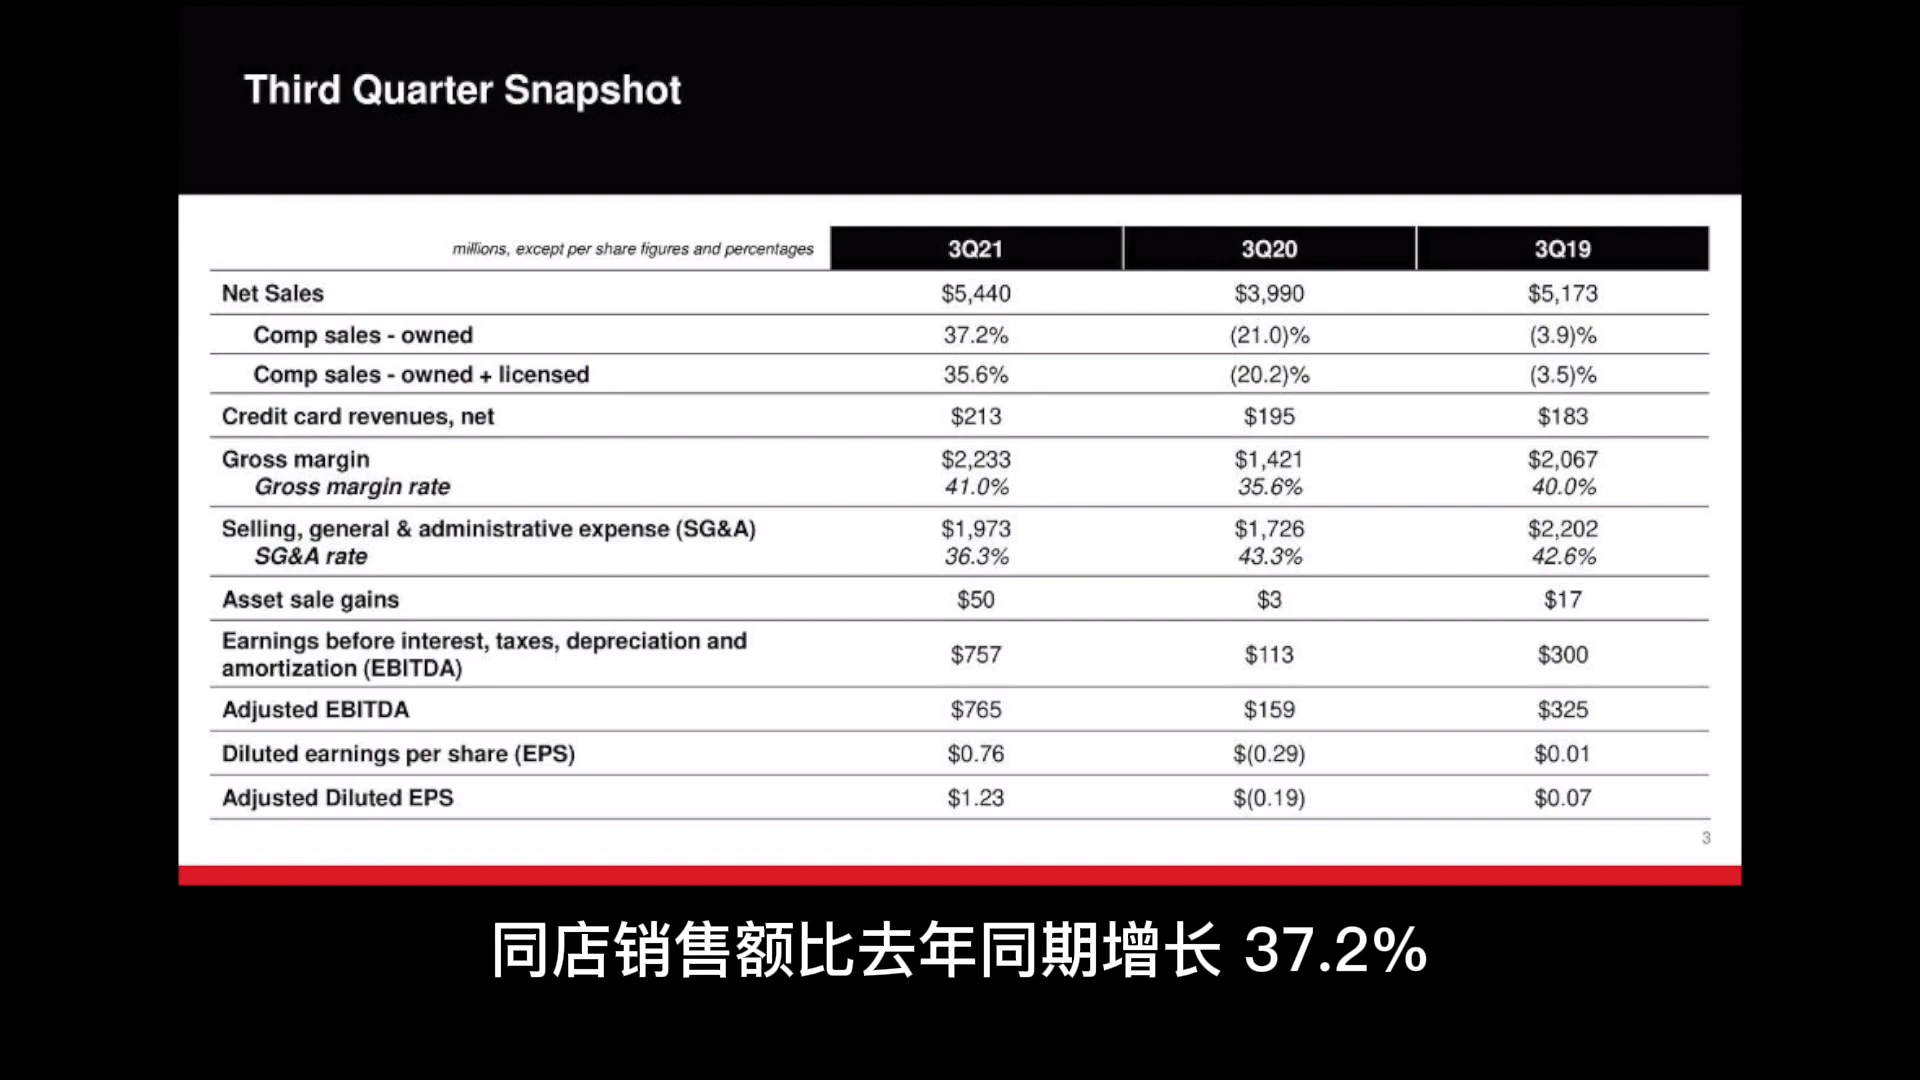 Third Quarter Snapshot
millions, except per share figures and percentages 3Q21 3Q20 3Q19
Net Sales $5,440 $3,990 $5,173
Comp sales - owned 37.2% (21.0)% (3.9)%
Comp sales - owned + licensed 35.6% (20.2)% (3.5)%
Credit card revenues, net $213 $195 $183
Gross margin $2,233 $1,421 $2,067
Gross margin rate 41.0% 35.6% 40.0%
Selling, general & administrative expense (SG&A) $1,973 $1,726 $2,202
SG&A rate 36.3% 43.3% 42.6%
Asset sale gains $50 $3 $17
Earnings before interest, taxes, depreciation and
amortization (EBITDA) $757 $113 $300
Adjusted EBITDA $765 $159 $325
Diluted earnings per share (EPS) $0.76 $(0.29) $0.01
Adjusted Diluted EPS $1.23 $(0.19) $0.07
3
同店销售额比去年同期增长 37.2%